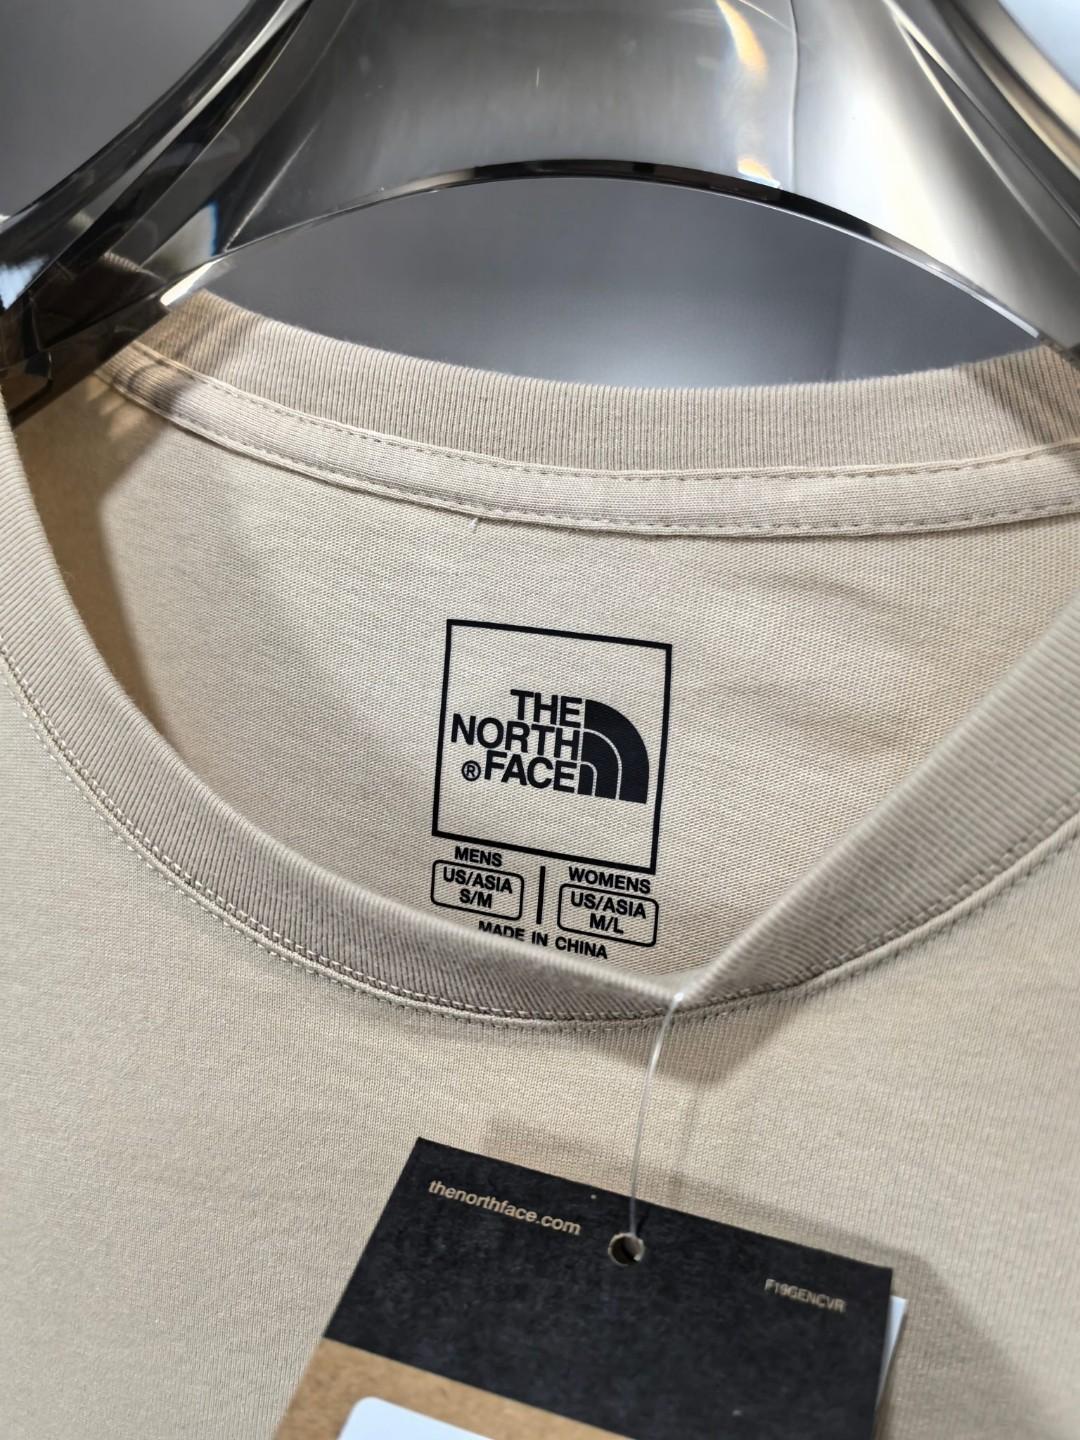 THE
NORTH
® FACE
MENS
US/ASIA
S/M
WOMENS
US/ASIA
M/L
MADE IN CHINA
thenorthface.com
F19GENCVR